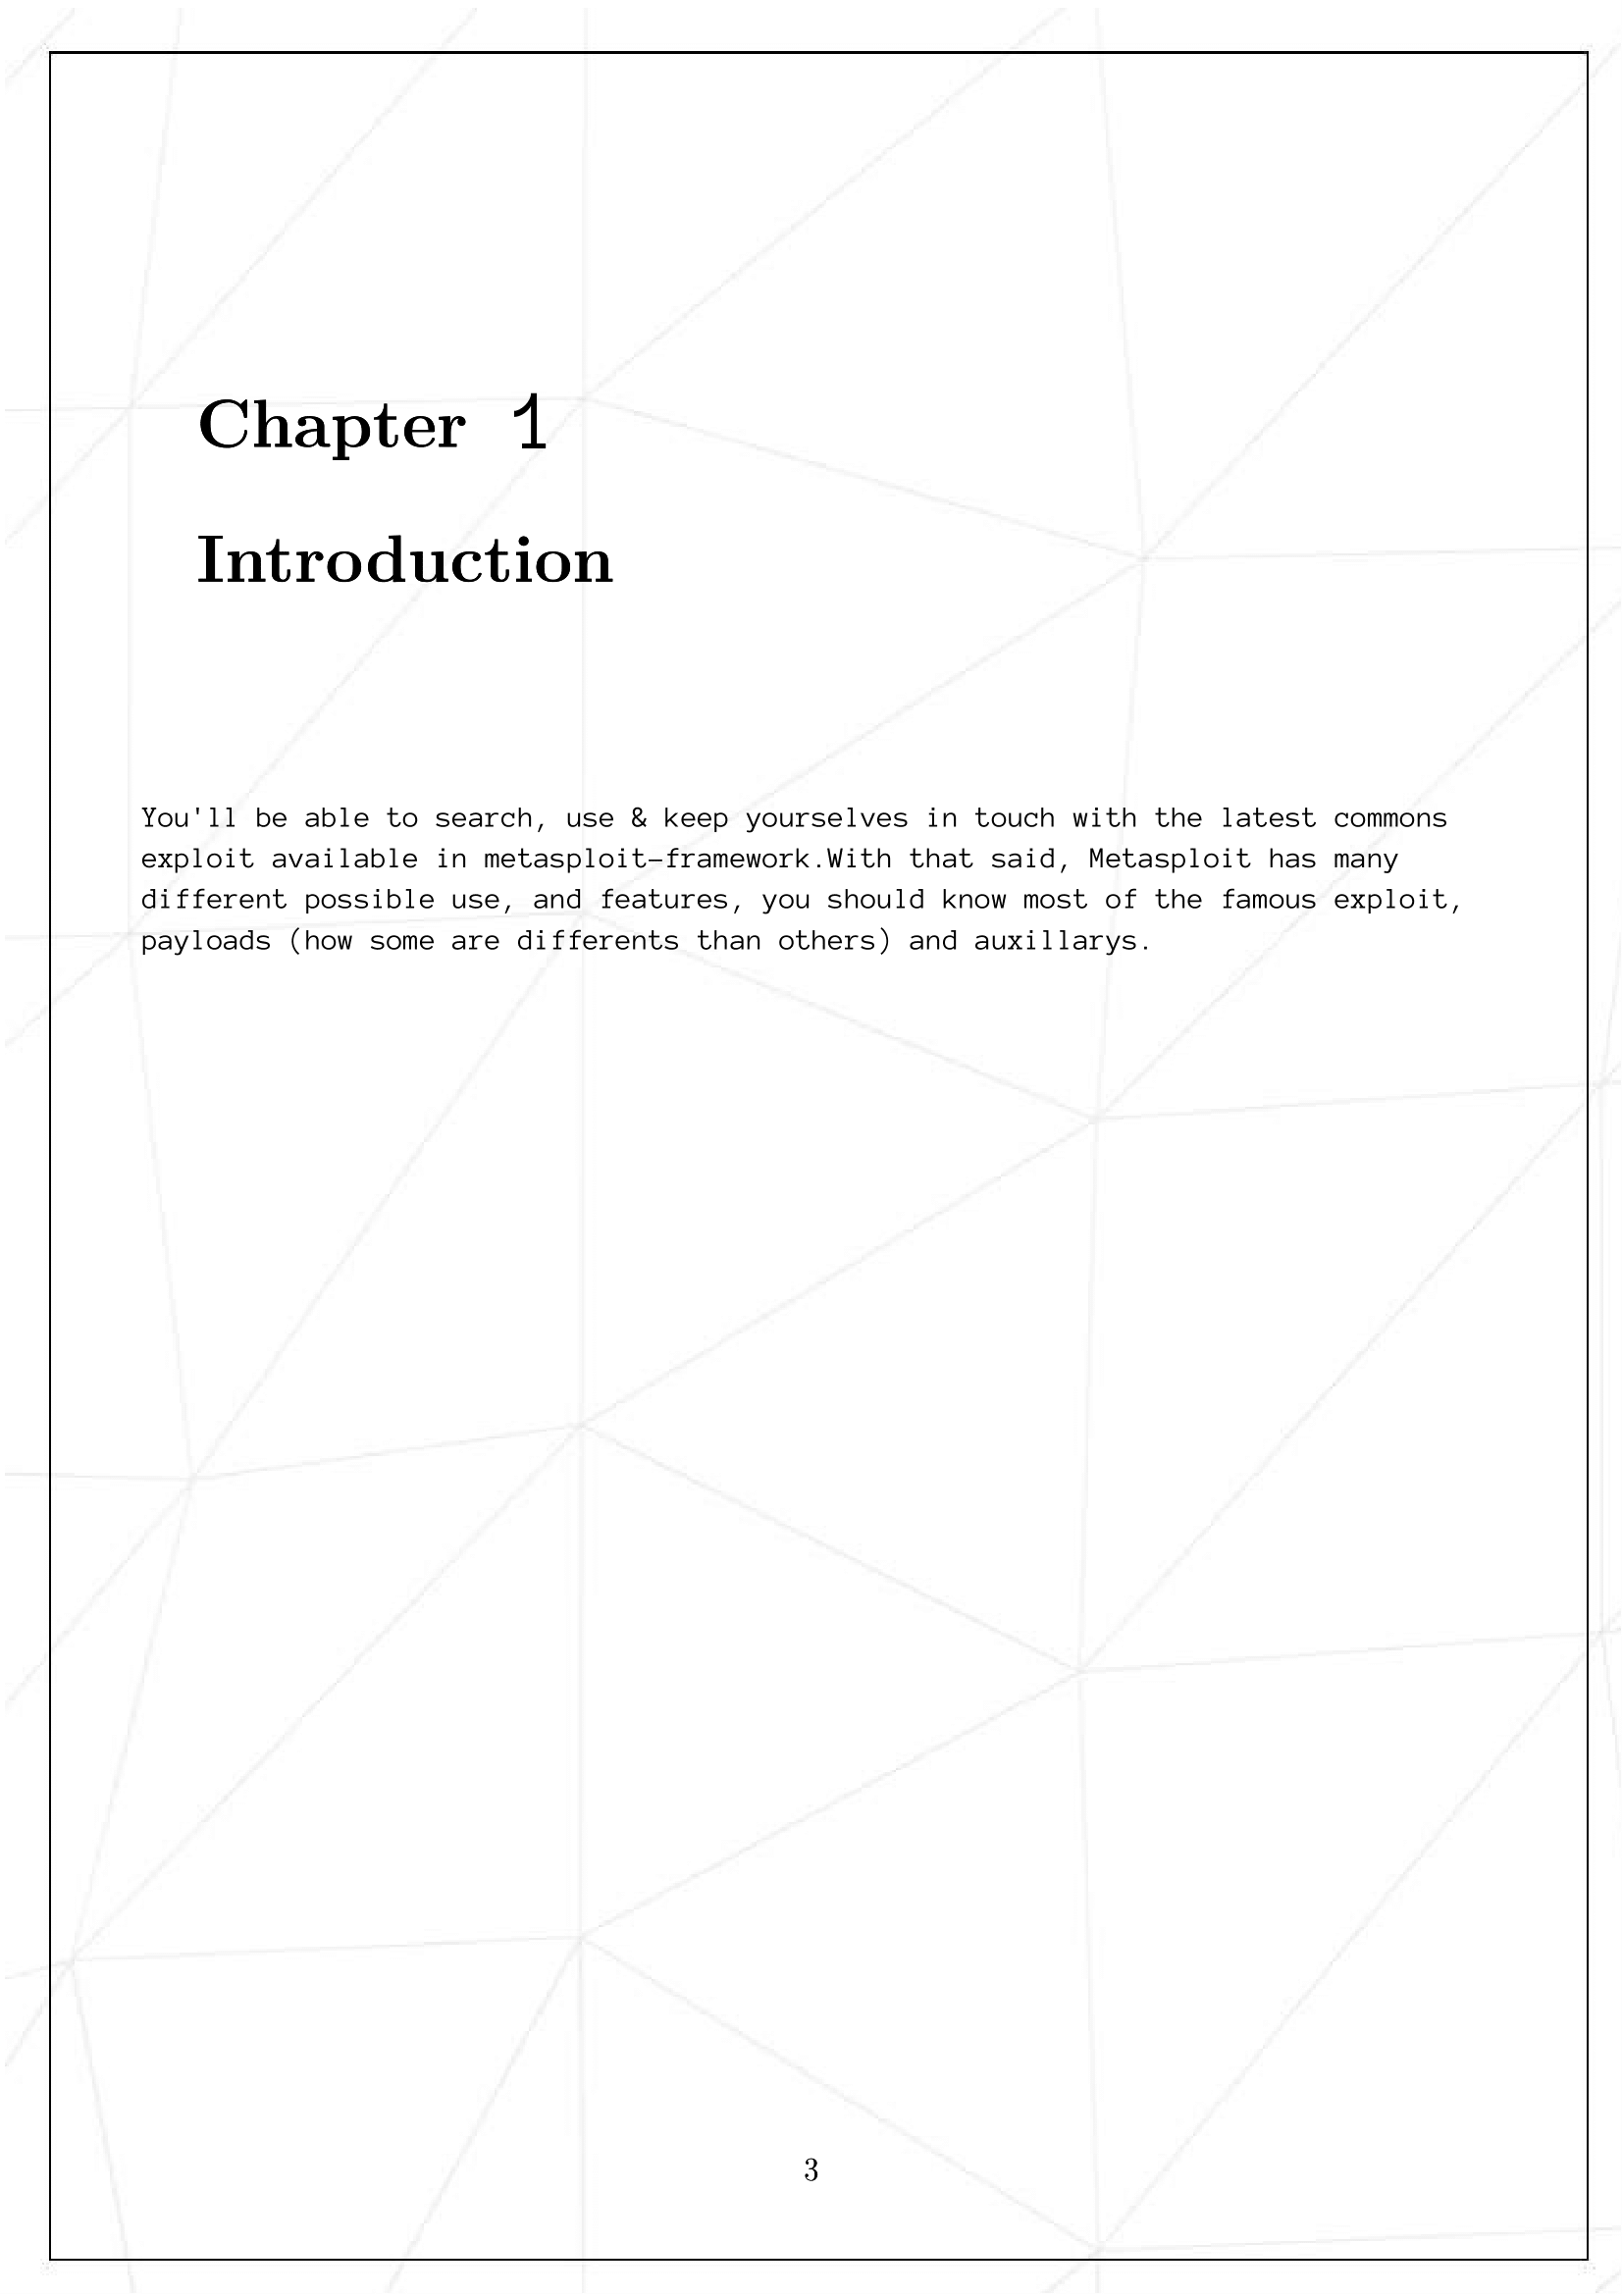 Chapter 1
Introduction
You'll be able to search, use & keep yourselves in touch with the latest commons
exploit available in metasploit-framework.With that said, Metasploit has many
different possible use, and features, you should know most of the famous exploit,
payloads (how some are differents than others) and auxillarys.
3